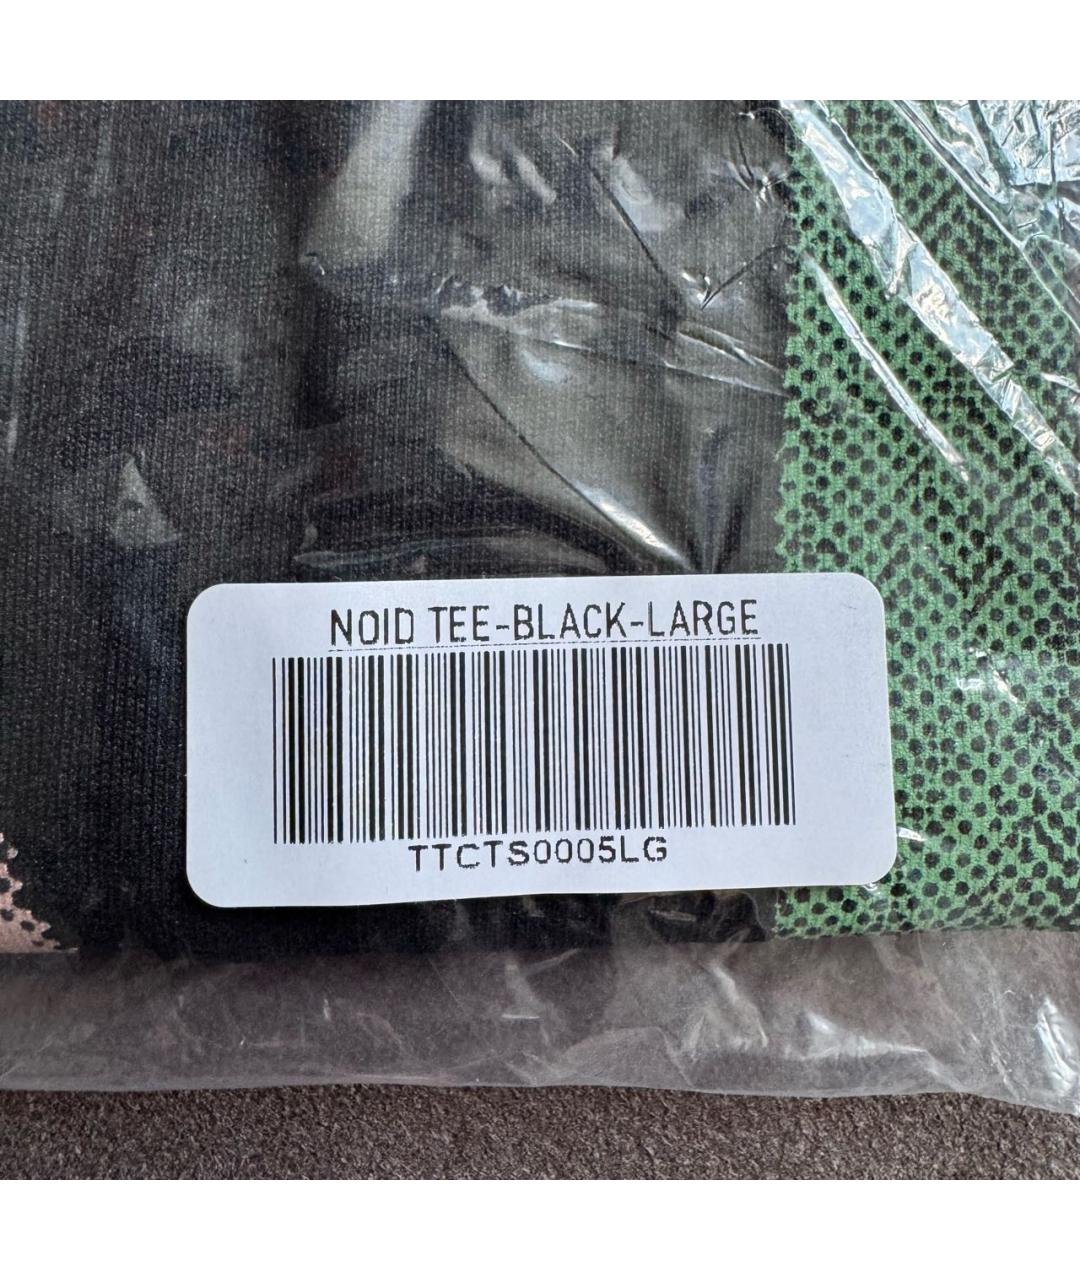 NOID TEE-BLACK-LARGE
TTCTS0005LG